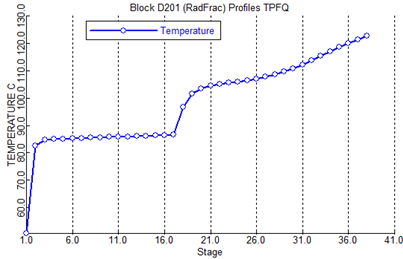 Block D201 (RadFrac) Profiles TPFQ
Temperature
TEMPERATURE C
130.0
120.0
110.0
100.0
90.0
80.0
70.0
60.0
1.0 6.0 11.0 16.0 21.0 26.0 31.0 36.0 41.0
Stage